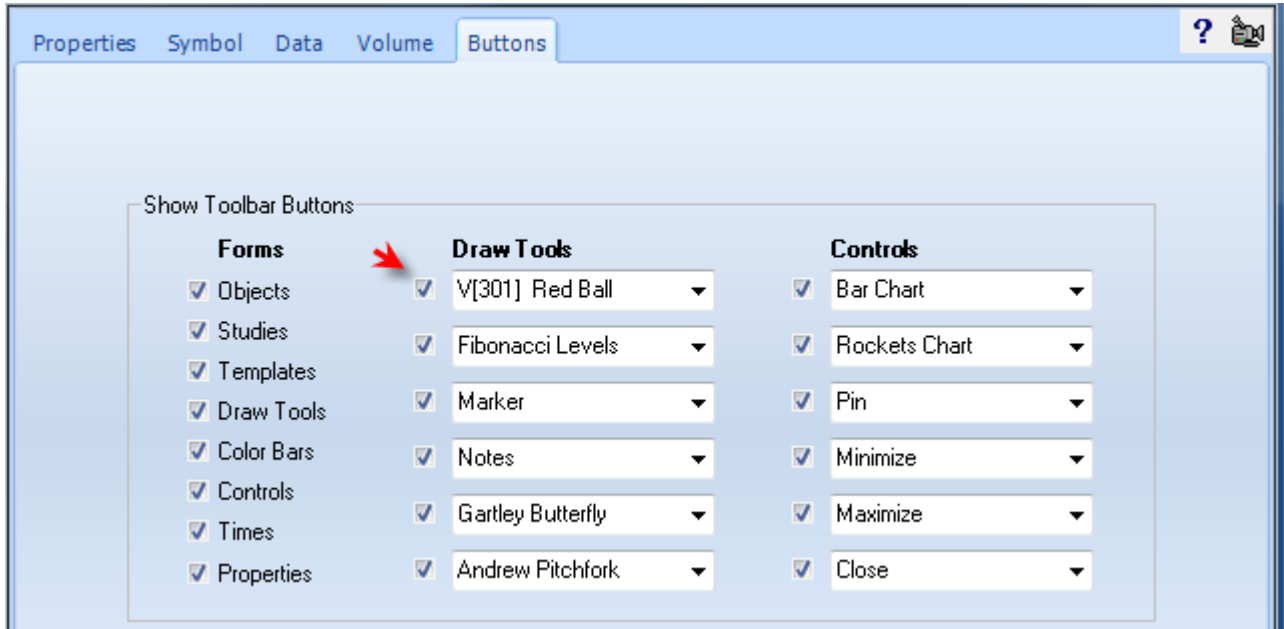 Properties Symbol Data Volume Buttons ?
Show Toolbar Buttons
Forms Draw Tools Controls
Objects V[301] Red Ball Bar Chart
Studies Fibonacci Levels Rockets Chart
Templates Marker Pin
Draw Tools Notes Minimize
Color Bars Gartley Butterfly Maximize
Controls Andrew Pitchfork Close
Times
Properties